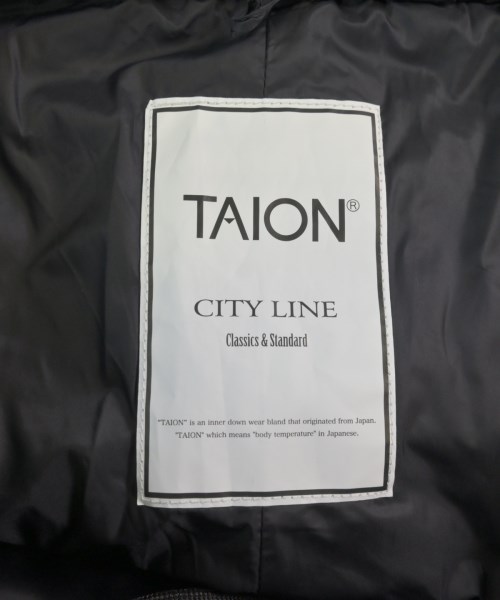 TAION®
CITY LINE
Classics & Standard
"TAION" is an inner down wear bland that originated from Japan.
"TAION" which means "body temperature" in Japanese.